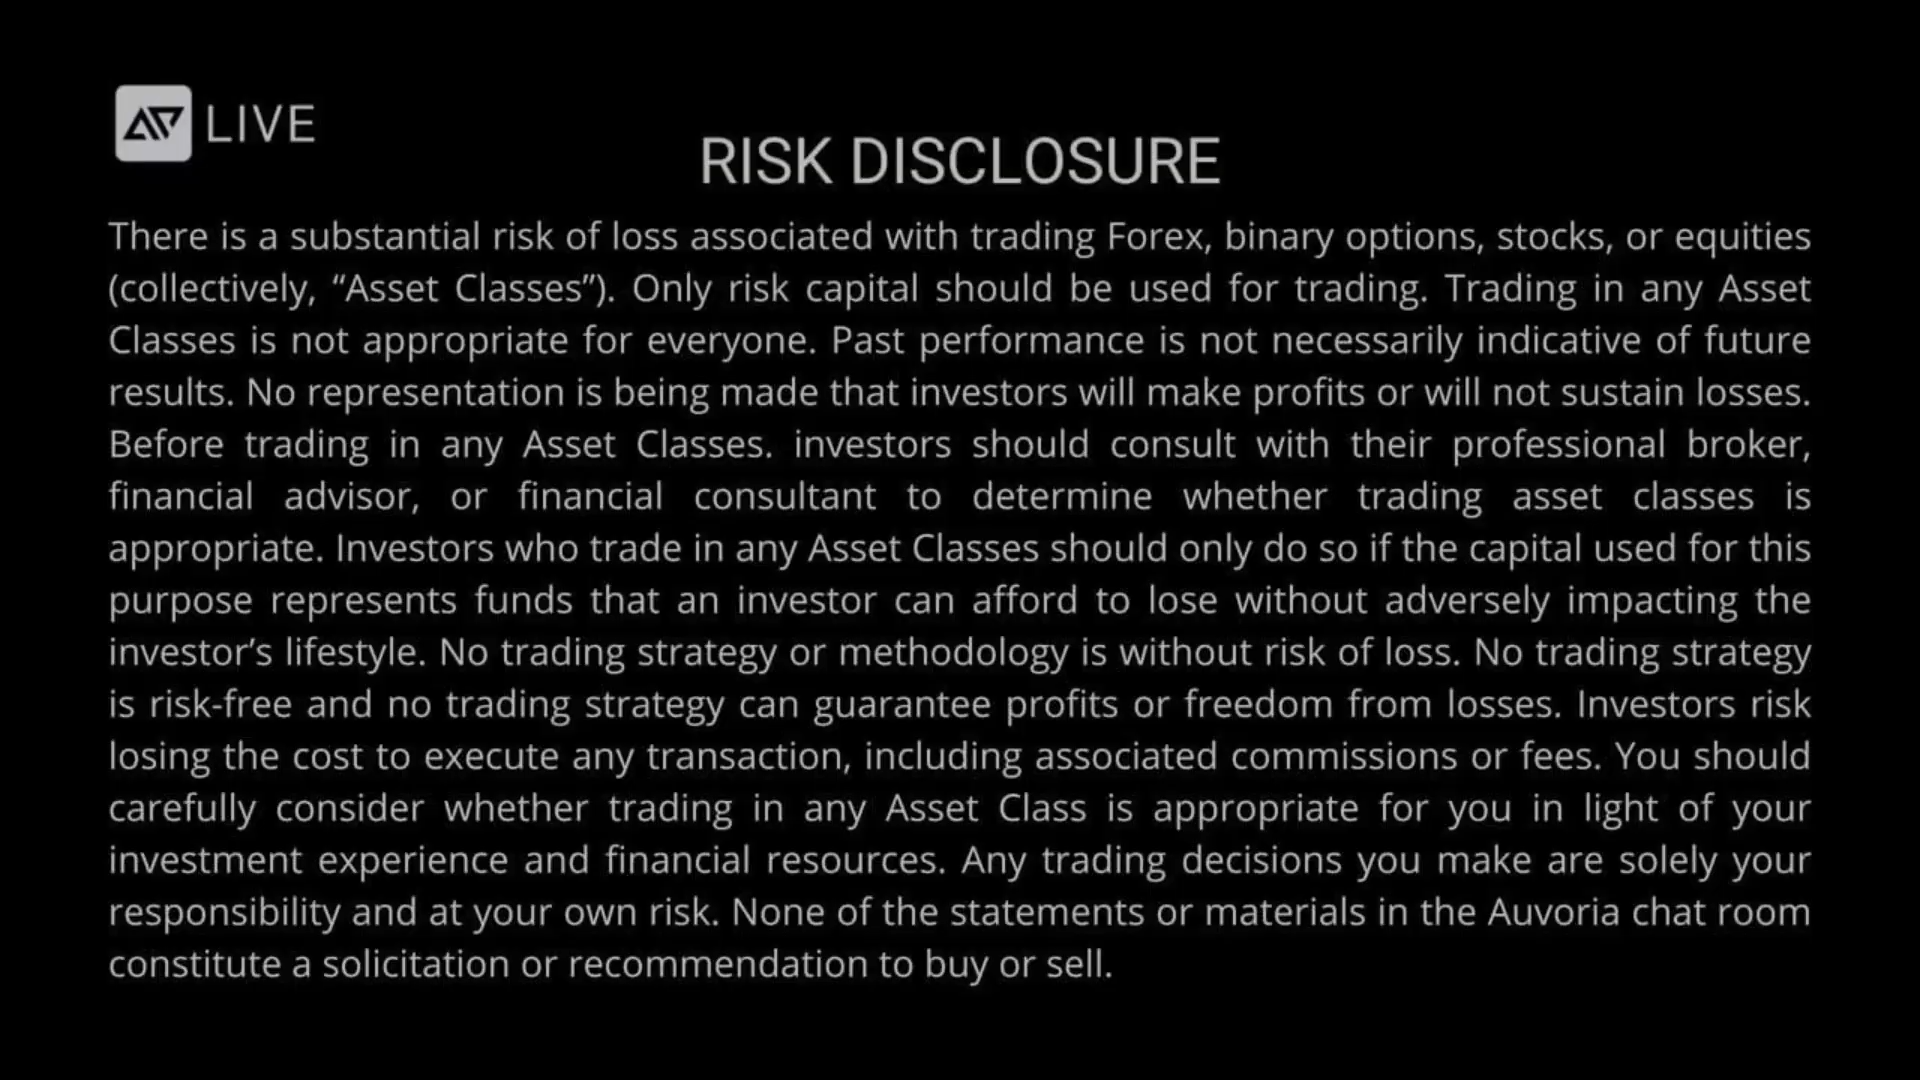 LIVE
RISK DISCLOSURE
There is a substantial risk of loss associated with trading Forex, binary options, stocks, or equities
(collectively, “Asset Classes”). Only risk capital should be used for trading. Trading in any Asset
Classes is not appropriate for everyone. Past performance is not necessarily indicative of future
results. No representation is being made that investors will make profits or will not sustain losses.
Before trading in any Asset Classes. investors should consult with their professional broker,
financial advisor, or financial consultant to determine whether trading asset classes is
appropriate. Investors who trade in any Asset Classes should only do so if the capital used for this
purpose represents funds that an investor can afford to lose without adversely impacting the
investor’s lifestyle. No trading strategy or methodology is without risk of loss. No trading strategy
is risk-free and no trading strategy can guarantee profits or freedom from losses. Investors risk
losing the cost to execute any transaction, including associated commissions or fees. You should
carefully consider whether trading in any Asset Class is appropriate for you in light of your
investment experience and financial resources. Any trading decisions you make are solely your
responsibility and at your own risk. None of the statements or materials in the Auvoria chat room
constitute a solicitation or recommendation to buy or sell.